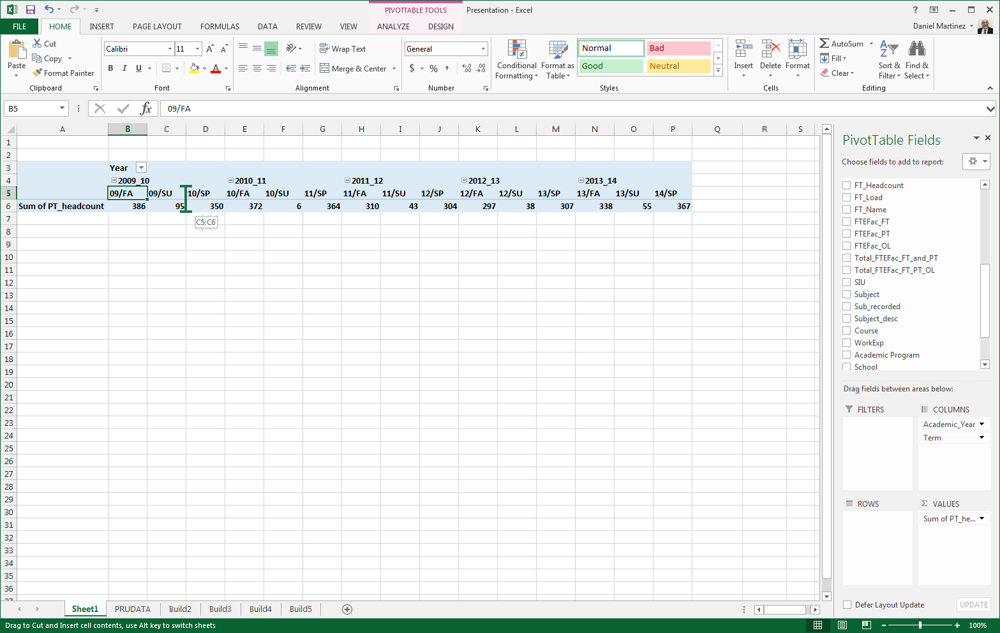 PIVOTTABLE TOOLS
Presentation - Excel
?
FILE HOME INSERT PAGE LAYOUT FORMULAS DATA REVIEW VIEW ANALYZE DESIGN
Daniel Martinez
Paste
Cut
Copy
Format Painter
Clipboard
Calibri 11
B I U
Font
Wrap Text
Merge & Center
Alignment
General
$ % ,
Number
Conditional Formatting
Format as Table
Normal Bad
Good Neutral
Styles
Insert Delete Format
Cells
AutoSum
Fill
Clear
Sort & Filter
Find & Select
Editing
B5
fx
09/FA
A B C D E F G H I J K L M N O P Q R S
1
2
3 Year
4 2009_10 2010_11 2011_12 2012_13 2013_14
5 09/FA 09/SU 10/SP 10/FA 10/SU 11/SP 11/FA 11/SU 12/SP 12/FA 12/SU 13/SP 13/FA 13/SU 14/SP
6 Sum of PT_headcount 386 95 350 372 6 364 310 43 304 297 38 307 338 55 367
7
C5:C6
8
9
10
11
12
13
14
15
16
17
18
19
20
21
22
23
24
25
26
27
28
29
30
31
32
33
34
35
36
37
PivotTable Fields
Choose fields to add to report:
FT_Headcount
FT_Load
FT_Name
FTEFac_FT
FTEFac_PT
FTEFac_OL
Total_FTEFac_FT_and_PT
Total_FTEFac_FT_PT_OL
SIU
Subject
Sub_recorded
Subject_desc
Course
WorkExp
Academic Program
School
Drag fields between areas below:
FILTERS
COLUMNS
Academic_Year
Term
ROWS
Σ VALUES
Sum of PT_he...
Defer Layout Update
UPDATE
Sheet1 PRUDATA Build2 Build3 Build4 Build5
Drag to Cut and Insert cell contents, use Alt key to switch sheets
100%